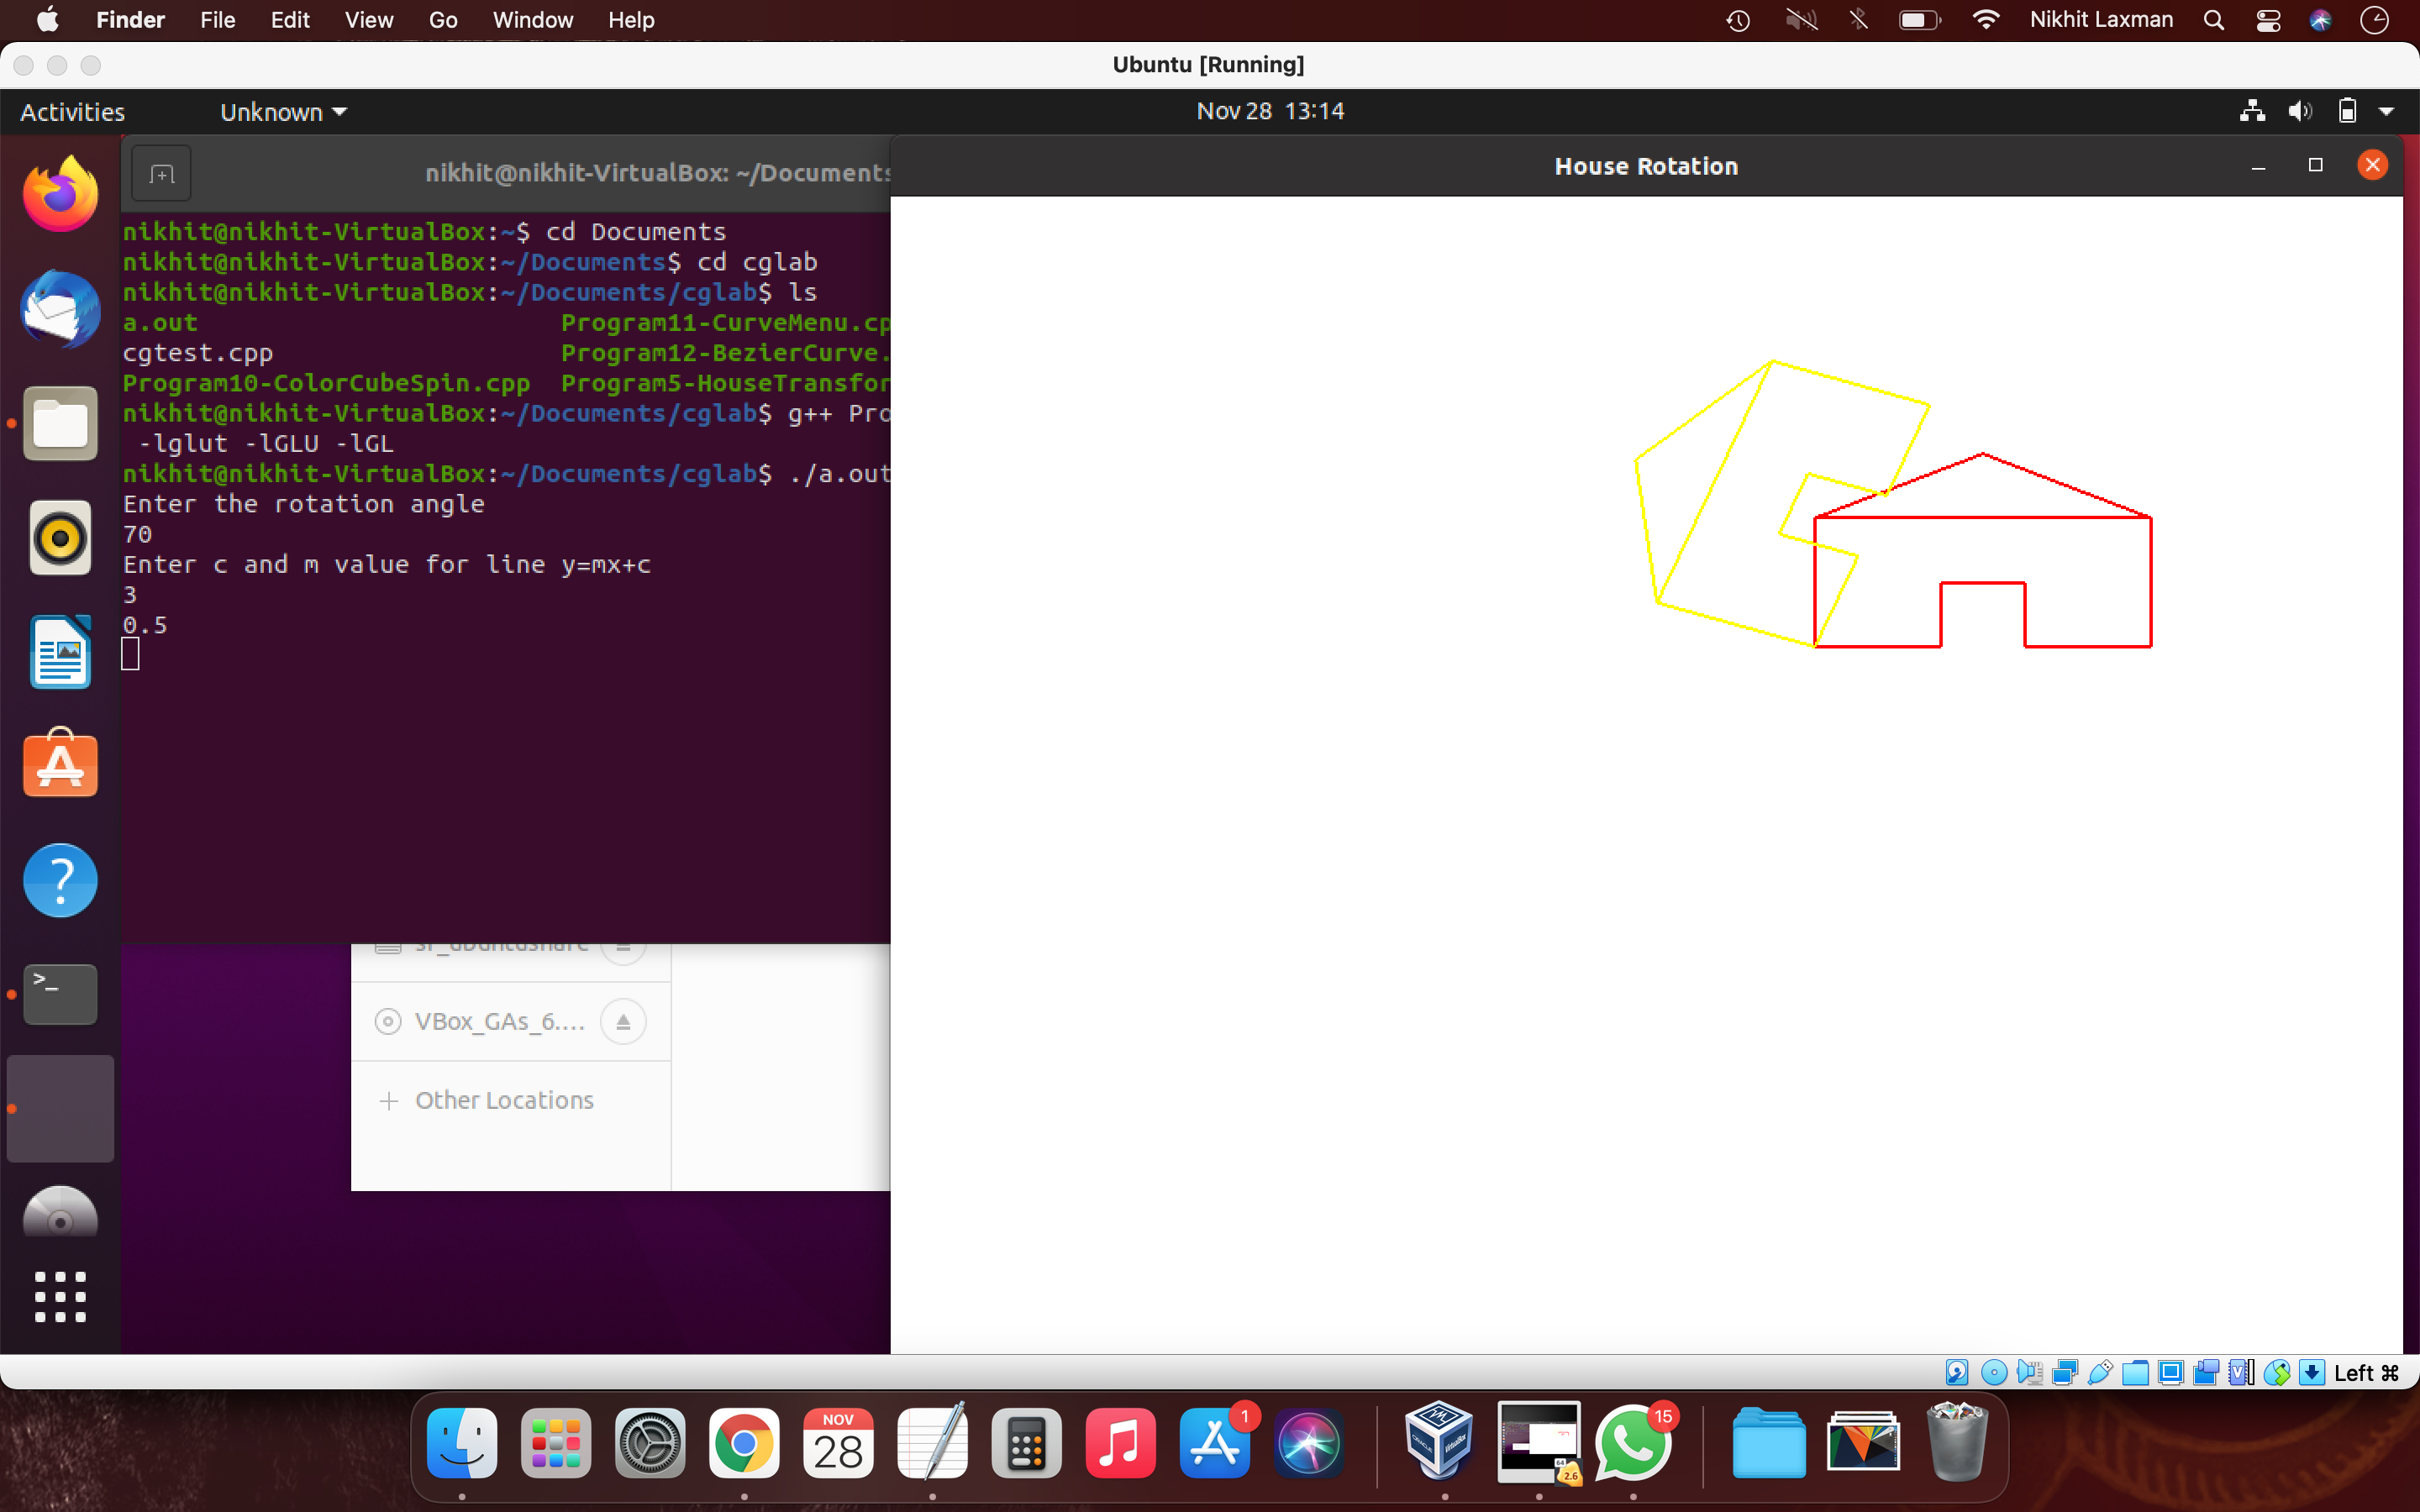 Finder File Edit View Go Window Help Nikhit Laxman
Ubuntu [Running]
Activities Unknown Nov 28 13:14
nikhit@nikhit-VirtualBox: ~/Documents
House Rotation
nikhit@nikhit-VirtualBox:~$ cd Documents
nikhit@nikhit-VirtualBox:~/Documents$ cd cglab
nikhit@nikhit-VirtualBox:~/Documents/cglab$ ls
a.out Program11-CurveMenu.cp
cgtest.cpp Program12-BezierCurve.
Program10-ColorCubeSpin.cpp Program5-HouseTransfor
nikhit@nikhit-VirtualBox:~/Documents/cglab$ g++ Pro
-lglut -lGLU -lGL
nikhit@nikhit-VirtualBox:~/Documents/cglab$ ./a.out
Enter the rotation angle
70
Enter c and m value for line y=mx+c
3
0.5
sf_ubuntushare
VBox_GAs_6....
+ Other Locations
Left ⌘
NOV
28
1
64
2.6
15